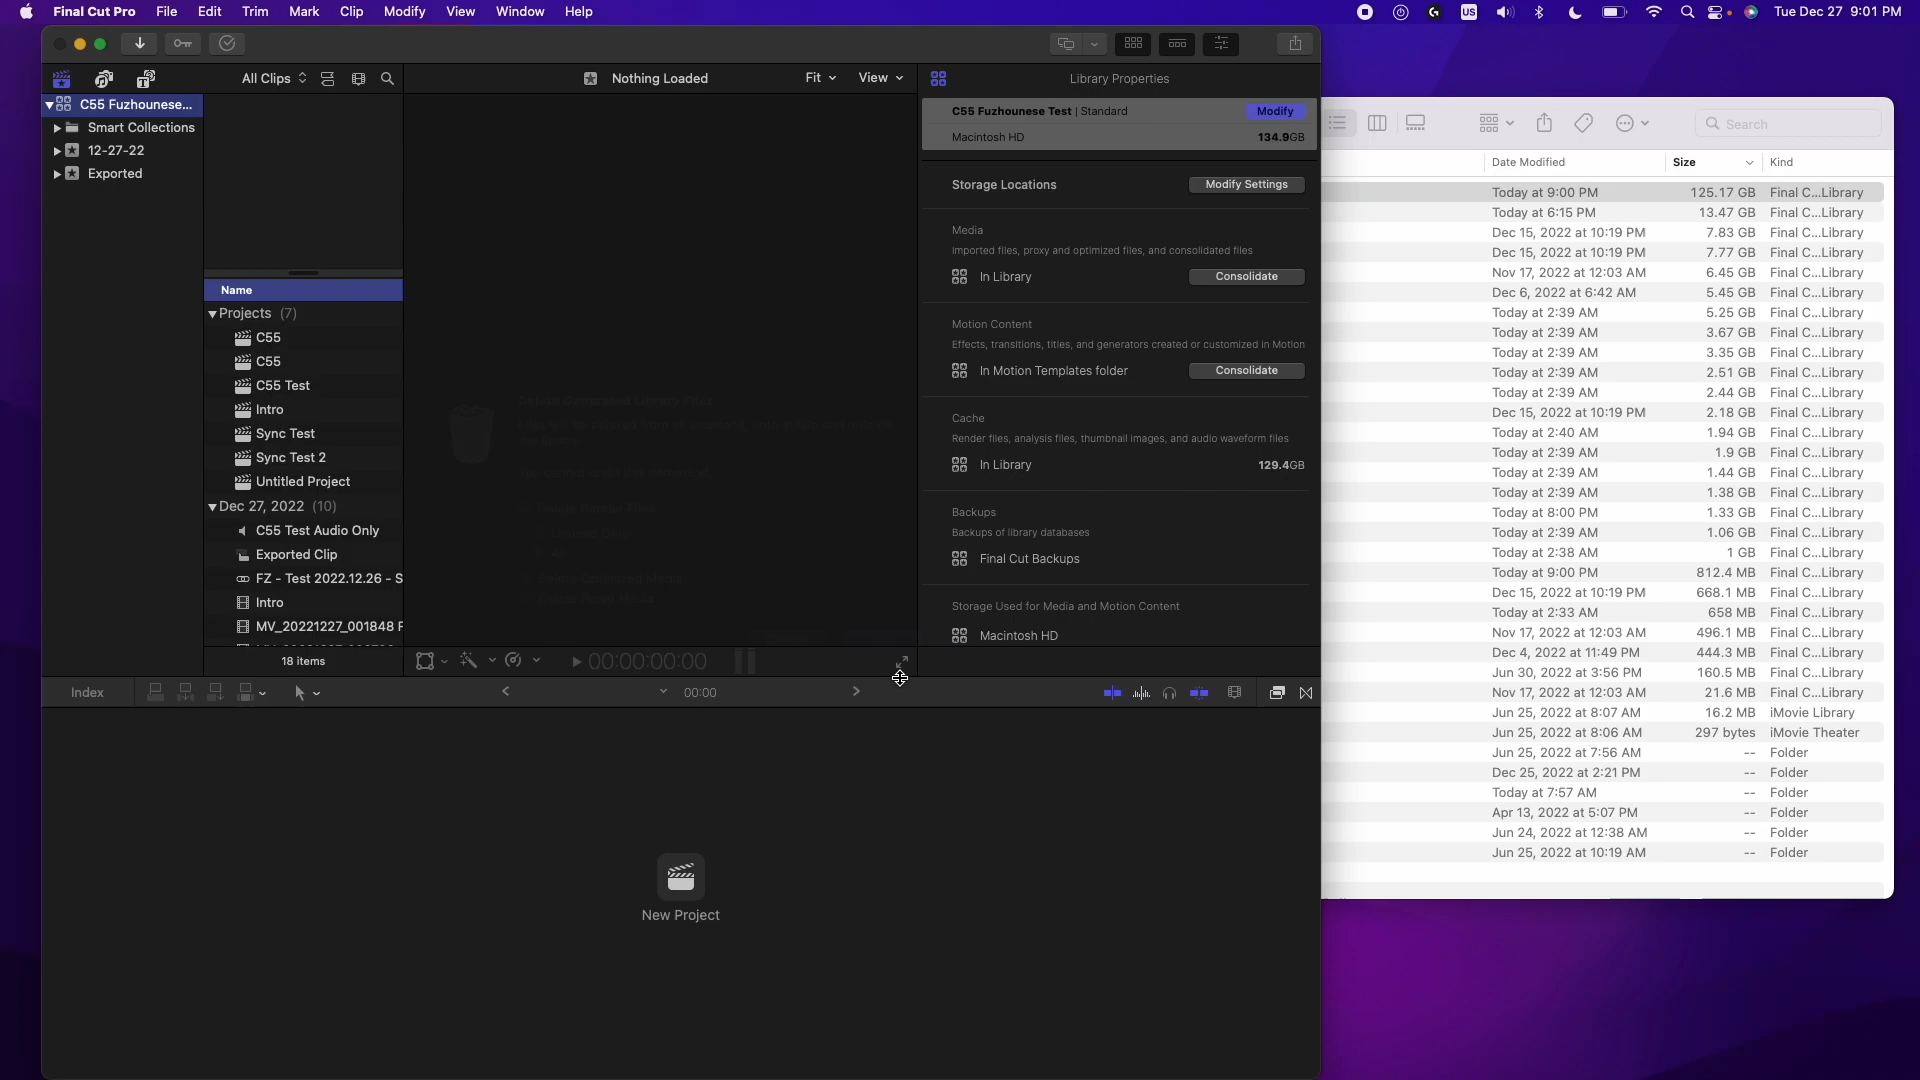 Final Cut Pro File Edit Trim Mark Clip Modify View Window Help US Tue Dec 27 9:01 PM
All Clips Nothing Loaded Fit View Library Properties
C55 Fuzhounese...
Smart Collections
12-27-22
Exported
Name
Projects (7)
C55
C55
C55 Test
Intro
Sync Test
Sync Test 2
Untitled Project
Dec 27, 2022 (10)
C55 Test Audio Only
Exported Clip
FZ - Test 2022.12.26 - S
Intro
MV_20221227_001848 F
18 items
Delete Generated Library Files
C55 Fuzhounese Test | Standard Modify
Macintosh HD 134.9GB
Storage Locations Modify Settings
Media
Imported files, proxy and optimized files, and consolidated files
In Library Consolidate
Motion Content
Effects, transitions, titles, and generators created or customized in Motion
In Motion Templates folder Consolidate
Cache
Render files, analysis files, thumbnail images, and audio waveform files
In Library 129.4GB
Backups
Backups of library databases
Final Cut Backups
Storage Used for Media and Motion Content
Macintosh HD
00:00:00:00
Index 00:00
New Project
Search
Date Modified Size Kind
Today at 9:00 PM 125.17 GB Final C...Library
Today at 6:15 PM 13.47 GB Final C...Library
Dec 15, 2022 at 10:19 PM 7.83 GB Final C...Library
Dec 15, 2022 at 10:19 PM 7.77 GB Final C...Library
Nov 17, 2022 at 12:03 AM 6.45 GB Final C...Library
Dec 6, 2022 at 6:42 AM 5.45 GB Final C...Library
Today at 2:39 AM 5.25 GB Final C...Library
Today at 2:39 AM 3.67 GB Final C...Library
Today at 2:39 AM 3.35 GB Final C...Library
Today at 2:39 AM 2.51 GB Final C...Library
Today at 2:39 AM 2.44 GB Final C...Library
Dec 15, 2022 at 10:19 PM 2.18 GB Final C...Library
Today at 2:40 AM 1.94 GB Final C...Library
Today at 2:39 AM 1.9 GB Final C...Library
Today at 2:39 AM 1.44 GB Final C...Library
Today at 2:39 AM 1.38 GB Final C...Library
Today at 8:00 PM 1.33 GB Final C...Library
Today at 2:39 AM 1.06 GB Final C...Library
Today at 2:38 AM 1 GB Final C...Library
Today at 9:00 PM 812.4 MB Final C...Library
Dec 15, 2022 at 10:19 PM 668.1 MB Final C...Library
Today at 2:33 AM 658 MB Final C...Library
Nov 17, 2022 at 12:03 AM 496.1 MB Final C...Library
Dec 4, 2022 at 11:49 PM 444.3 MB Final C...Library
Jun 30, 2022 at 3:56 PM 160.5 MB Final C...Library
Nov 17, 2022 at 12:03 AM 21.6 MB Final C...Library
Jun 25, 2022 at 8:07 AM 16.2 MB iMovie Library
Jun 25, 2022 at 8:06 AM 297 bytes iMovie Theater
Jun 25, 2022 at 7:56 AM -- Folder
Dec 25, 2022 at 2:21 PM -- Folder
Today at 7:57 AM -- Folder
Apr 13, 2022 at 5:07 PM -- Folder
Jun 24, 2022 at 12:38 AM -- Folder
Jun 25, 2022 at 10:19 AM -- Folder